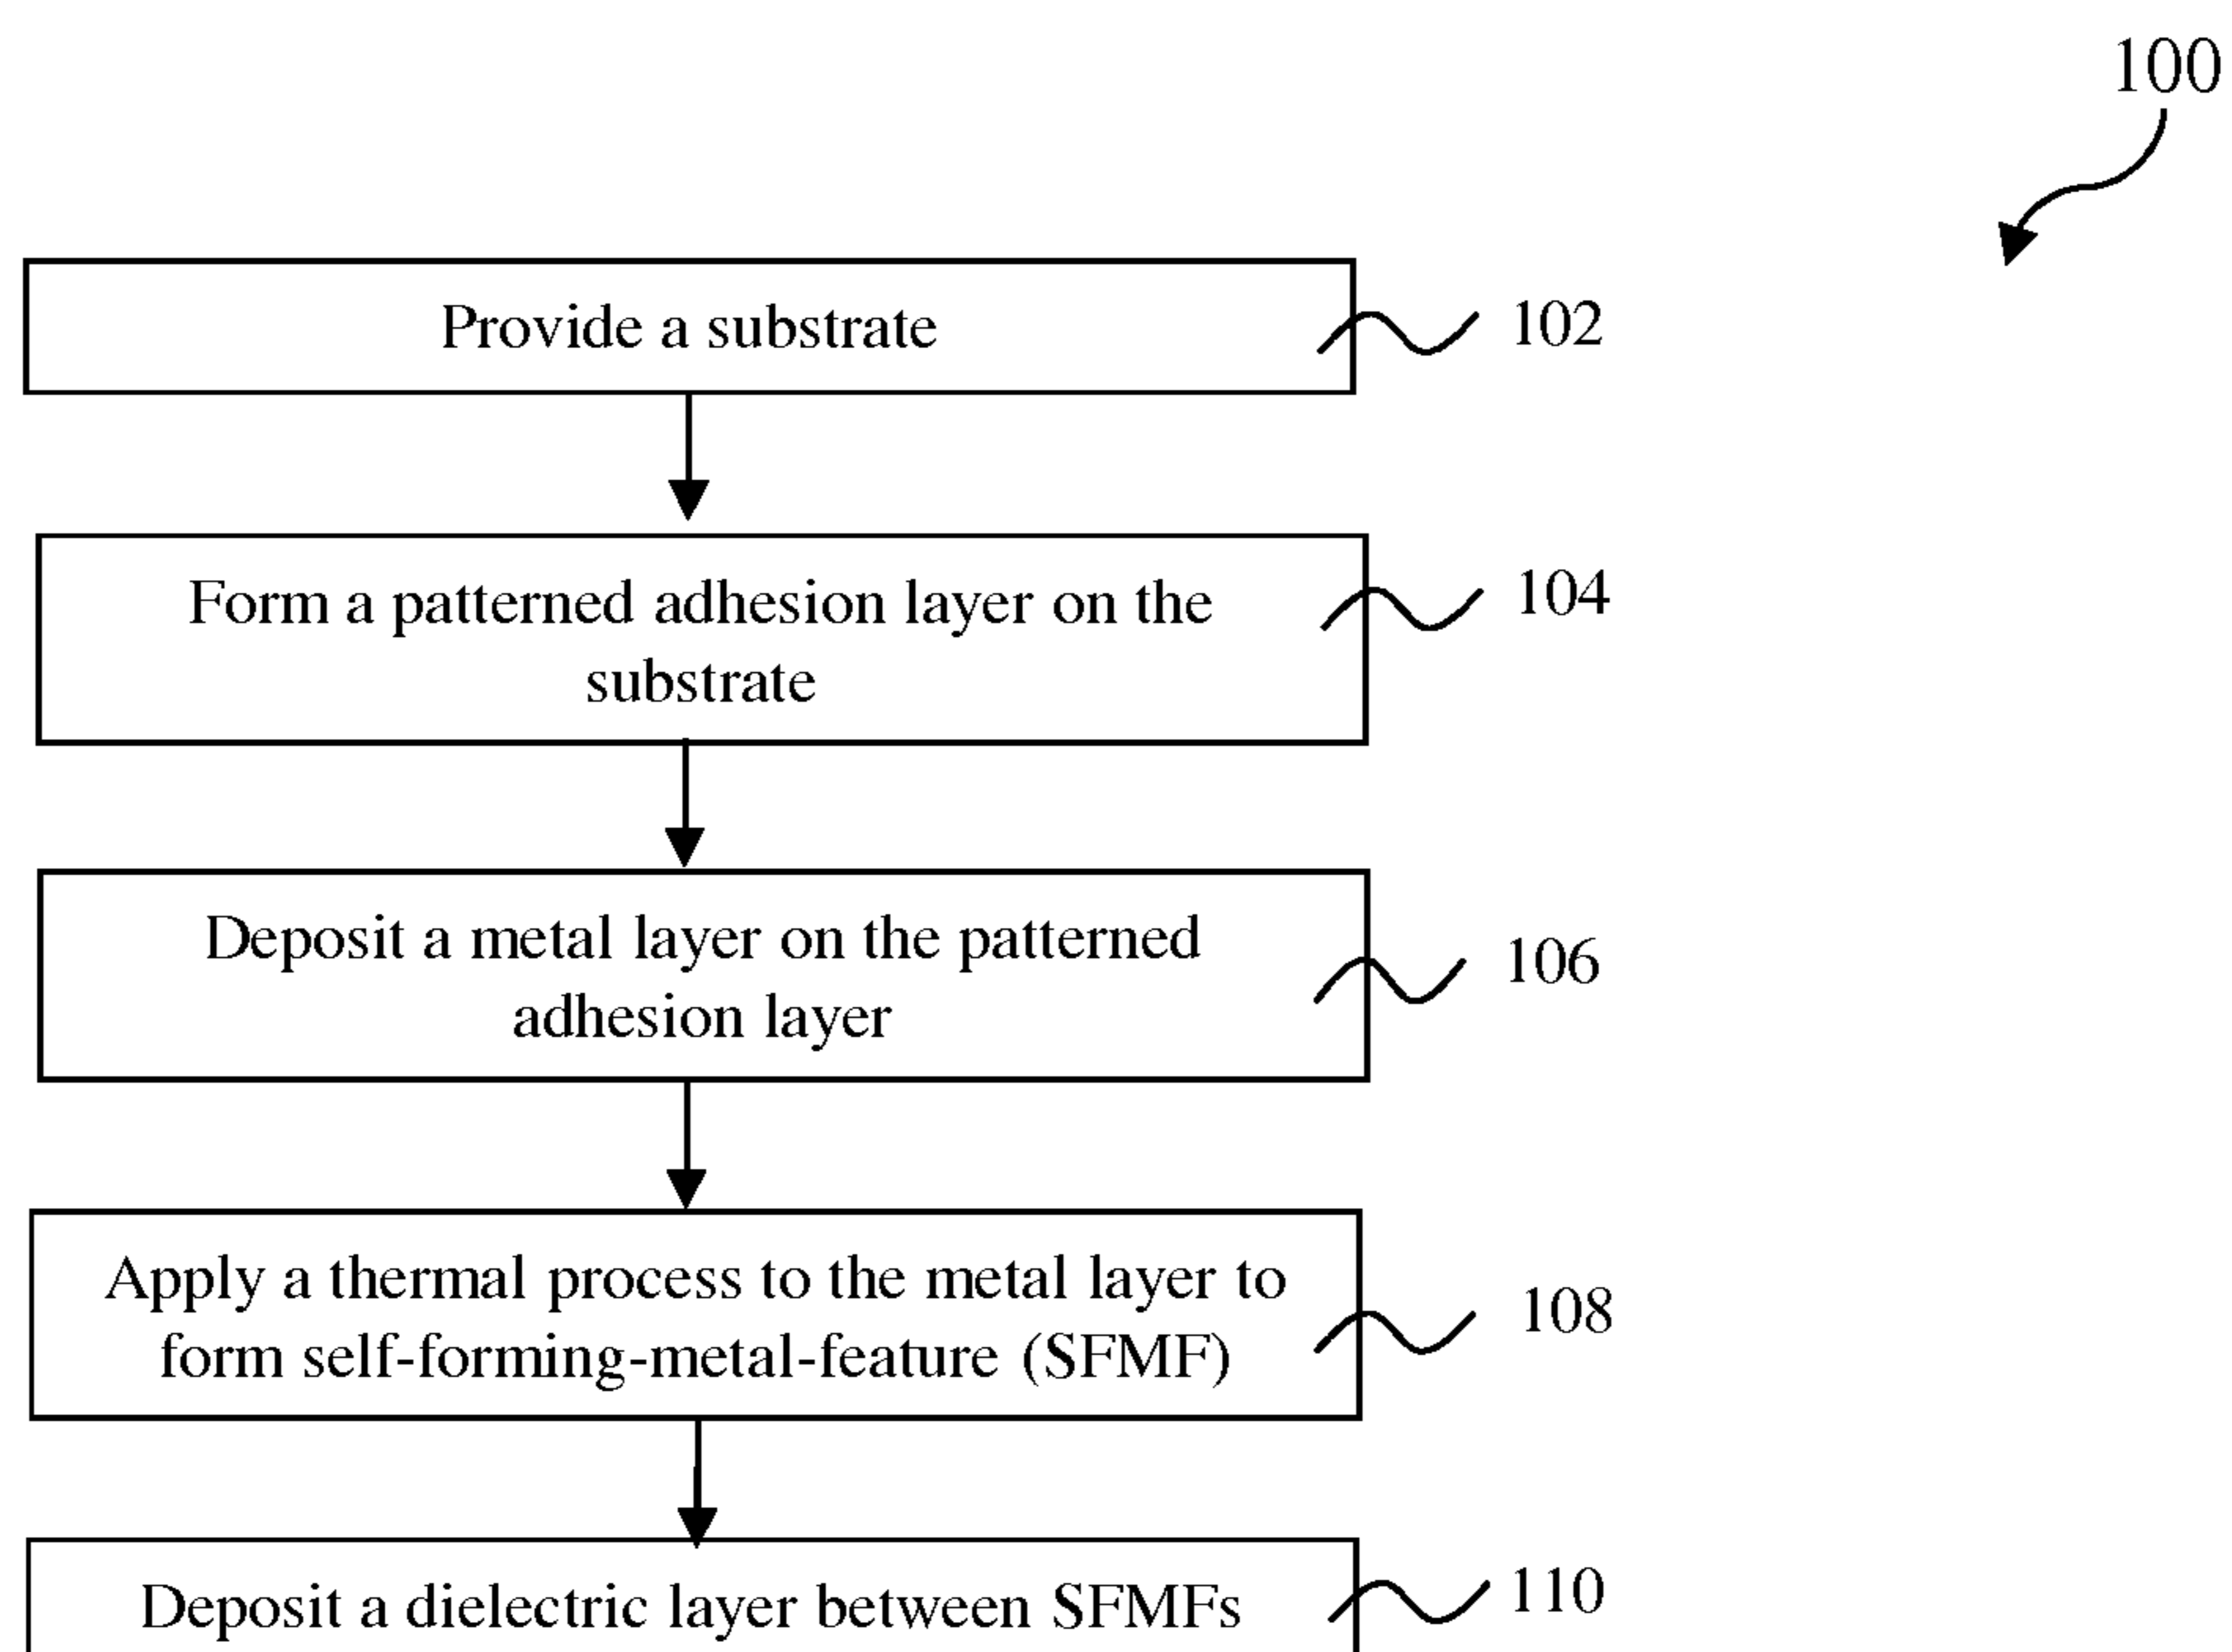 100
Provide a substrate
102
Form a patterned adhesion layer on the
substrate
104
Deposit a metal layer on the patterned
adhesion layer
106
Apply a thermal process to the metal layer to
form self-forming-metal-feature (SFMF)
108
Deposit a dielectric layer between SFMFs
110